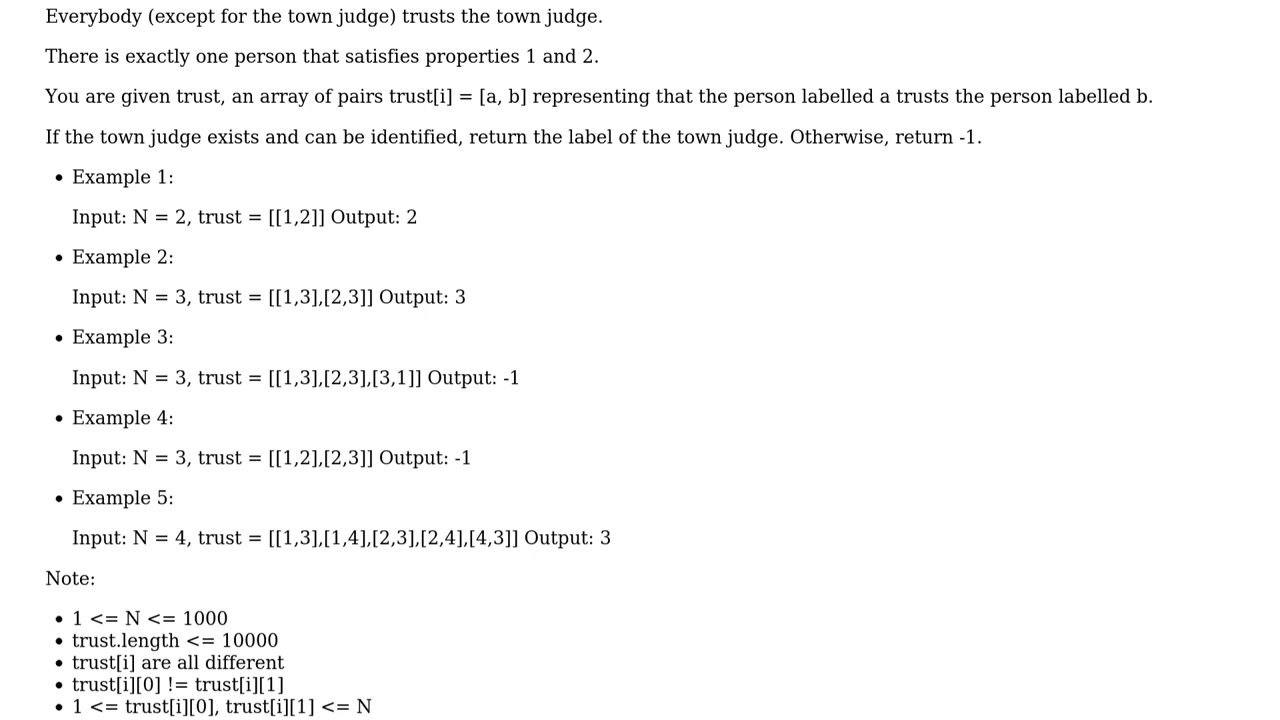 Everybody (except for the town judge) trusts the town judge.
There is exactly one person that satisfies properties 1 and 2.
You are given trust, an array of pairs trust[i] = [a, b] representing that the person labelled a trusts the person labelled b.
If the town judge exists and can be identified, return the label of the town judge. Otherwise, return -1.
• Example 1:
Input: N = 2, trust = [[1,2]] Output: 2
• Example 2:
Input: N = 3, trust = [[1,3],[2,3]] Output: 3
• Example 3:
Input: N = 3, trust = [[1,3],[2,3],[3,1]] Output: -1
• Example 4:
Input: N = 3, trust = [[1,2],[2,3]] Output: -1
• Example 5:
Input: N = 4, trust = [[1,3],[1,4],[2,3],[2,4],[4,3]] Output: 3
Note:
• 1 <= N <= 1000
• trust.length <= 10000
• trust[i] are all different
• trust[i][0] != trust[i][1]
• 1 <= trust[i][0], trust[i][1] <= N